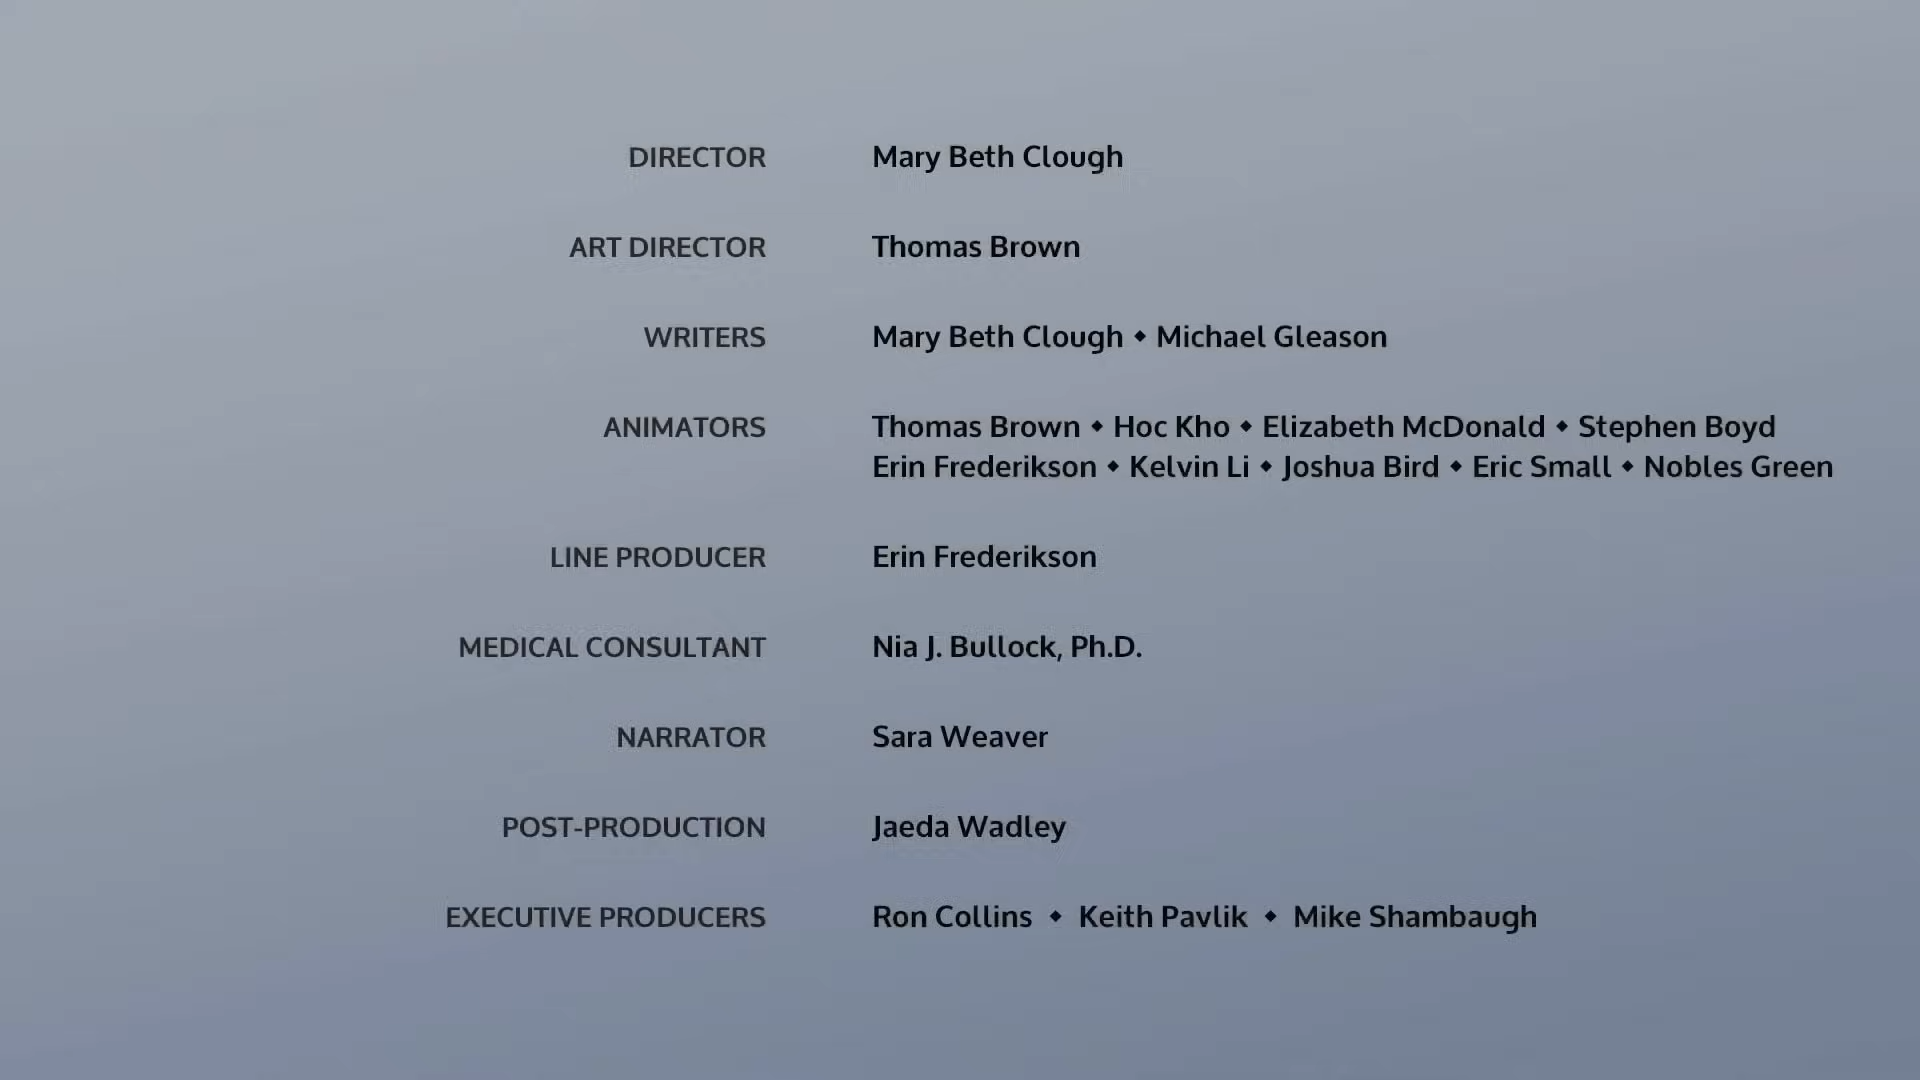 DIRECTOR Mary Beth Clough
ART DIRECTOR Thomas Brown
WRITERS Mary Beth Clough ◆ Michael Gleason
ANIMATORS Thomas Brown ◆ Hoc Kho ◆ Elizabeth McDonald ◆ Stephen Boyd
Erin Frederikson ◆ Kelvin Li ◆ Joshua Bird ◆ Eric Small ◆ Nobles Green
LINE PRODUCER Erin Frederikson
MEDICAL CONSULTANT Nia J. Bullock, Ph.D.
NARRATOR Sara Weaver
POST-PRODUCTION Jaeda Wadley
EXECUTIVE PRODUCERS Ron Collins ◆ Keith Pavlik ◆ Mike Shambaugh